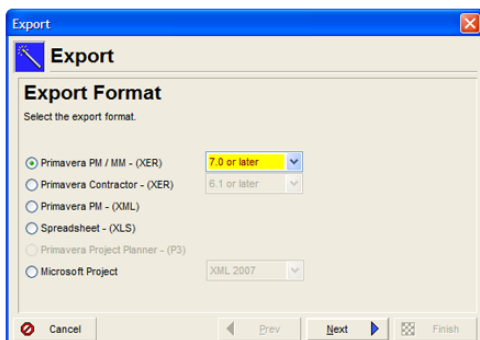 Export
Export
Export Format
Select the export format.
Primavera PM / MM - (XER) 7.0 or later
Primavera Contractor - (XER) 6.1 or later
Primavera PM - (XML)
Spreadsheet - (XLS)
Primavera Project Planner - (P3)
Microsoft Project XML 2007
Cancel Prev Next Finish